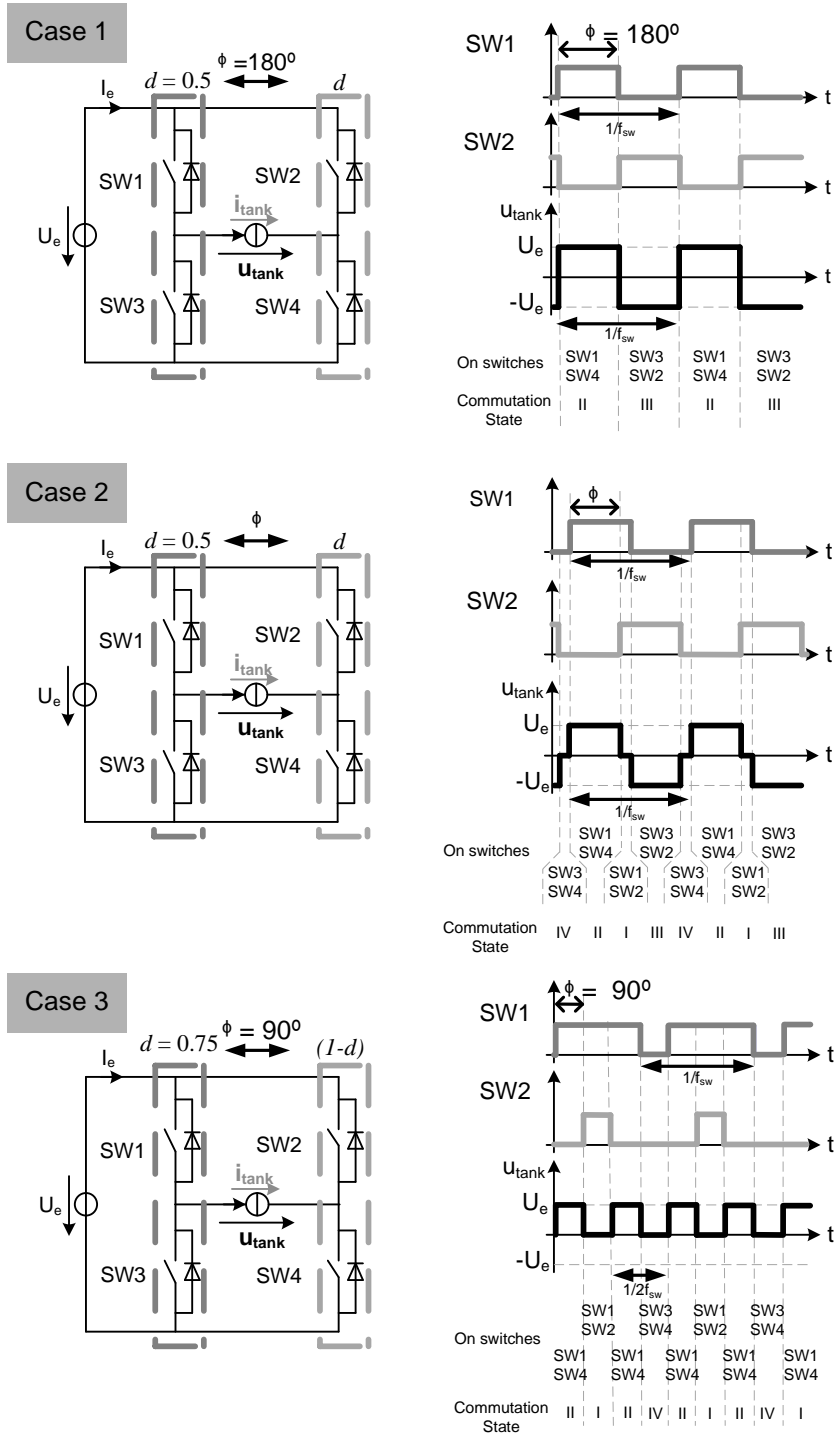 Case 1
ϕ =180º
d = 0.5
d
Ie
SW1
SW2
itank
Ue
utank
SW3
SW4
SW1
ϕ = 180º
t
1/fsw
SW2
t
utank
Ue
t
-Ue
1/fsw
On switches
SW1 SW3 SW1 SW3
SW4 SW2 SW4 SW2
Commutation
State
II III II III
Case 2
ϕ
d = 0.5
d
Ie
SW1
SW2
itank
Ue
utank
SW3
SW4
SW1
ϕ
t
1/fsw
SW2
t
utank
Ue
t
-Ue
1/fsw
On switches
SW1 SW3 SW1 SW3
SW4 SW2 SW4 SW2
SW3 SW1 SW3 SW1
SW4 SW2 SW4 SW2
Commutation
State
IV II I III IV II I III
Case 3
ϕ = 90º
d = 0.75
(1-d)
Ie
SW1
SW2
itank
Ue
utank
SW3
SW4
SW1
ϕ = 90º
t
1/fsw
SW2
t
utank
Ue
t
-Ue
1/2fsw
On switches
SW1 SW3 SW1 SW3
SW2 SW4 SW2 SW4
SW1 SW1 SW1 SW1 SW1
SW4 SW4 SW4 SW4 SW4
Commutation
State
II I II IV II I II IV I